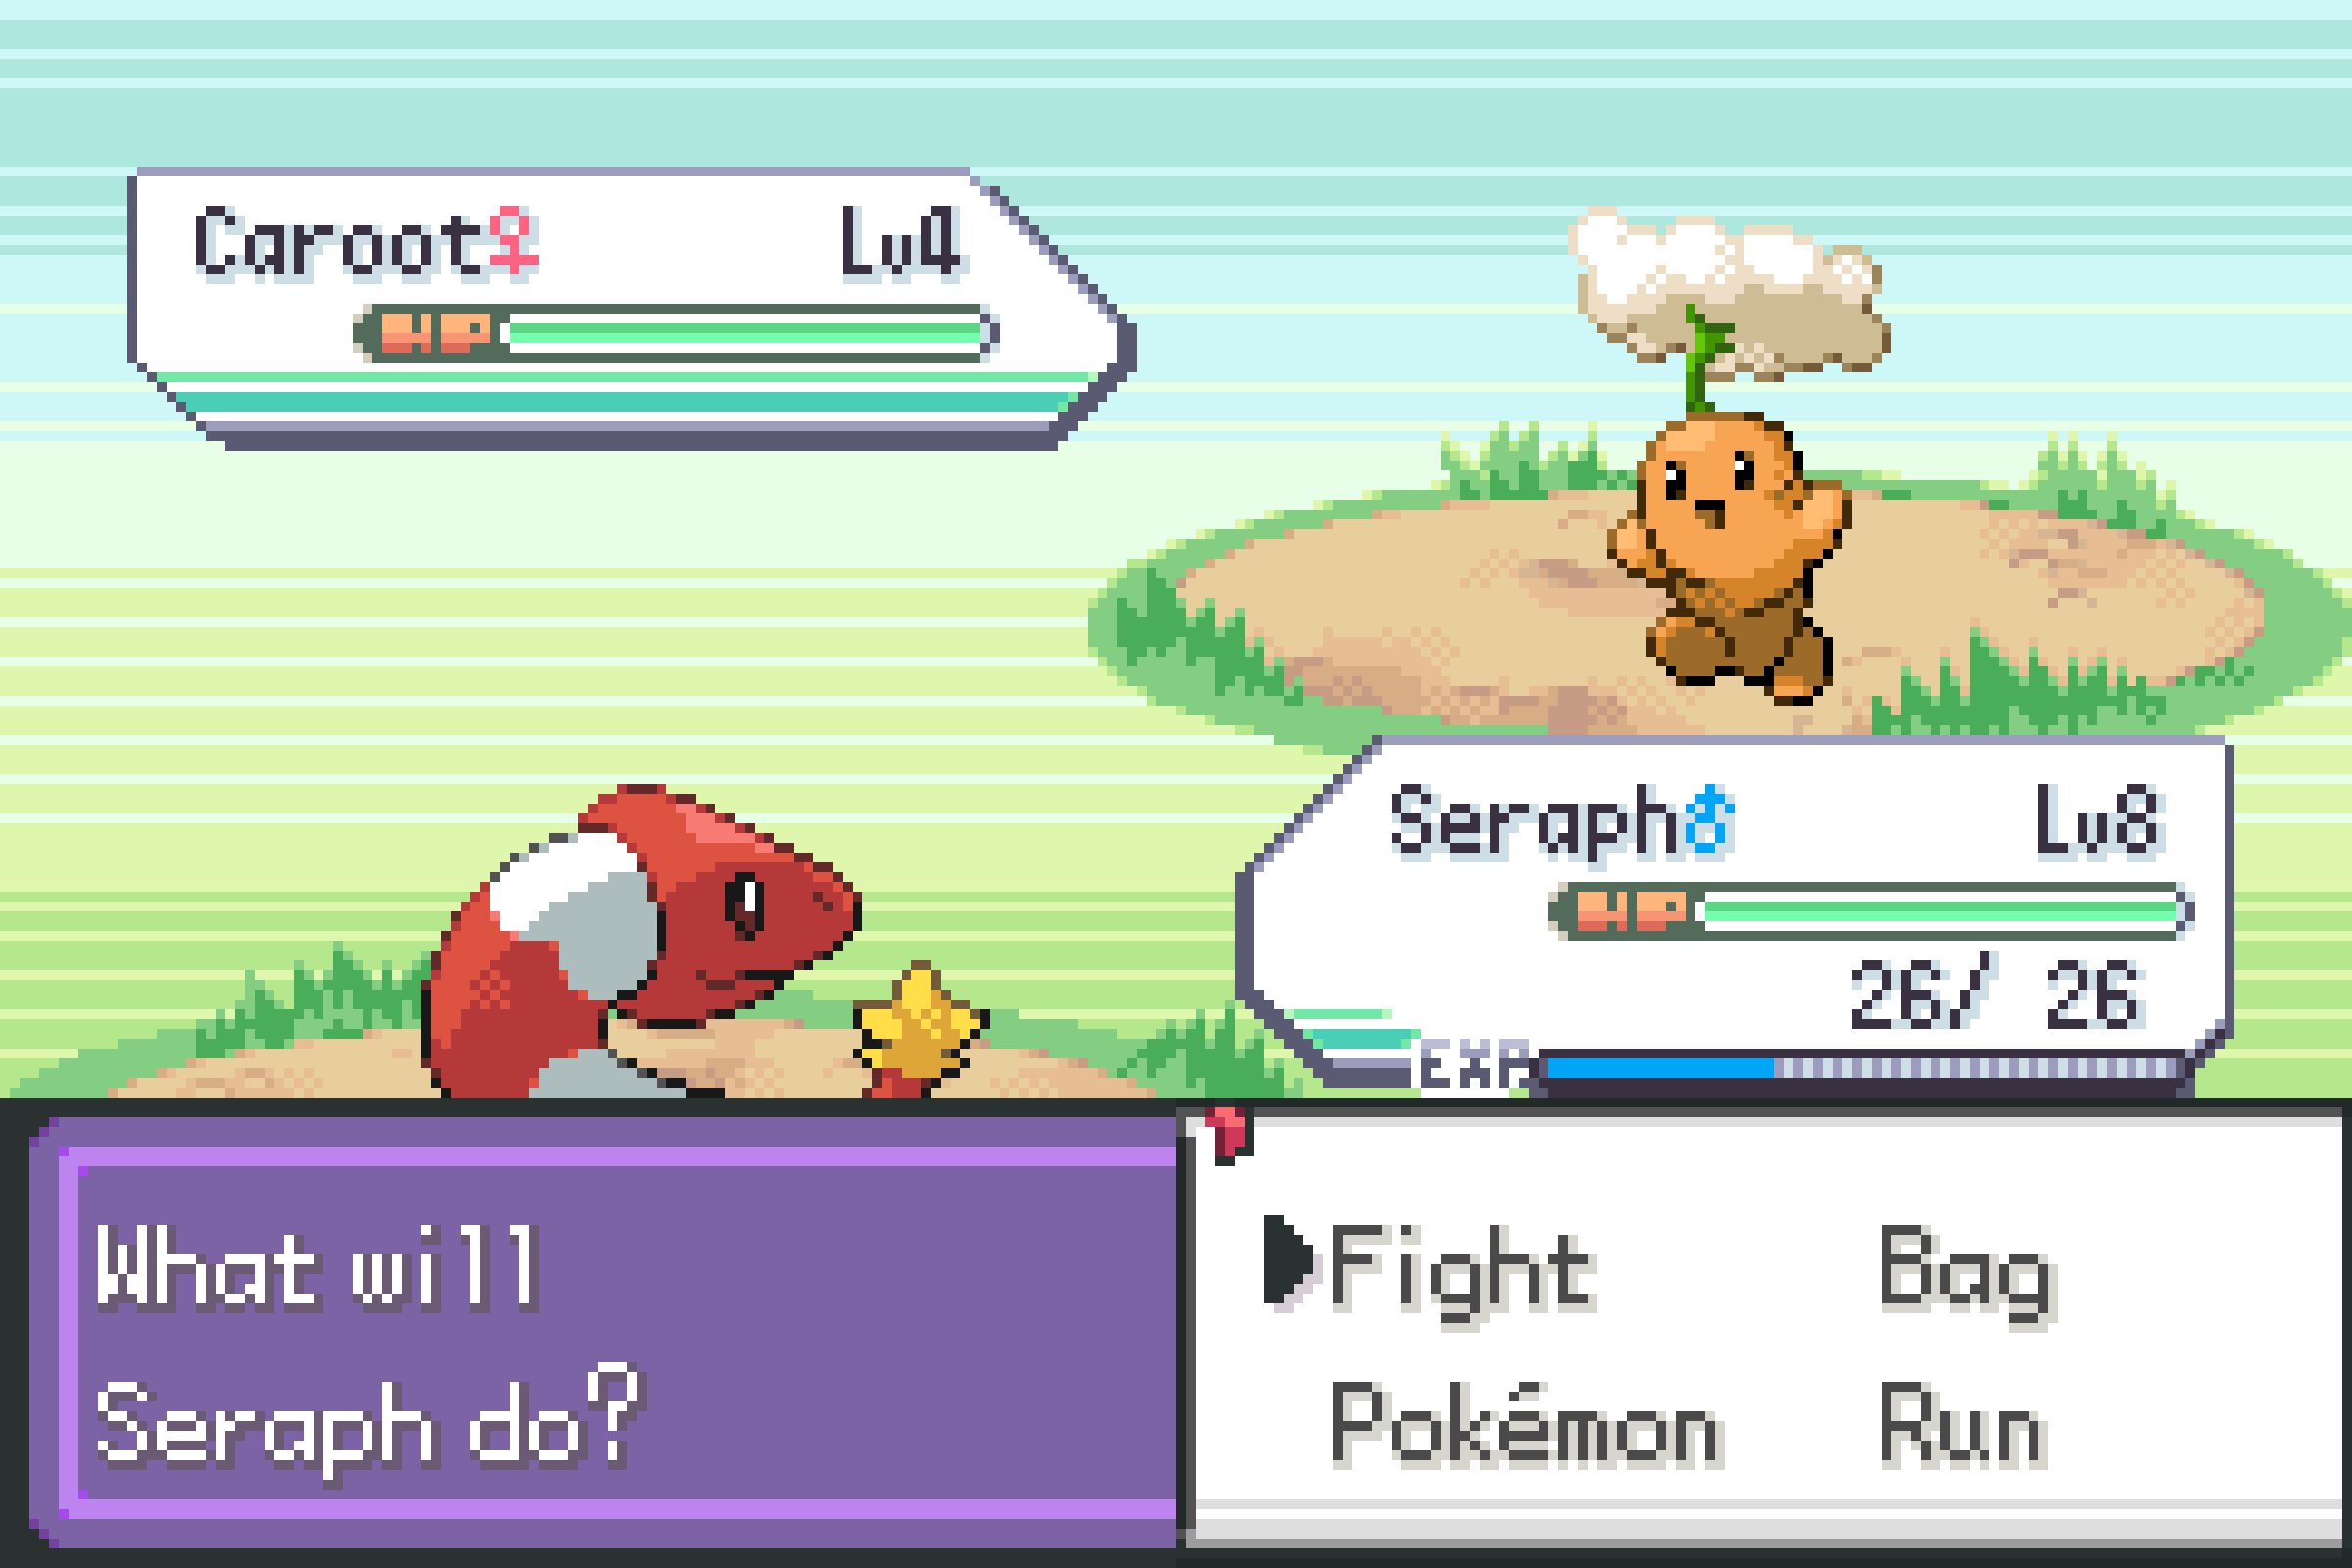 Caroot♀ Lv4
HP
Seraph♂ Lv8
HP
26/ 26
EXP
What will
Seraph do?
Fight Bag
Pokémon Run